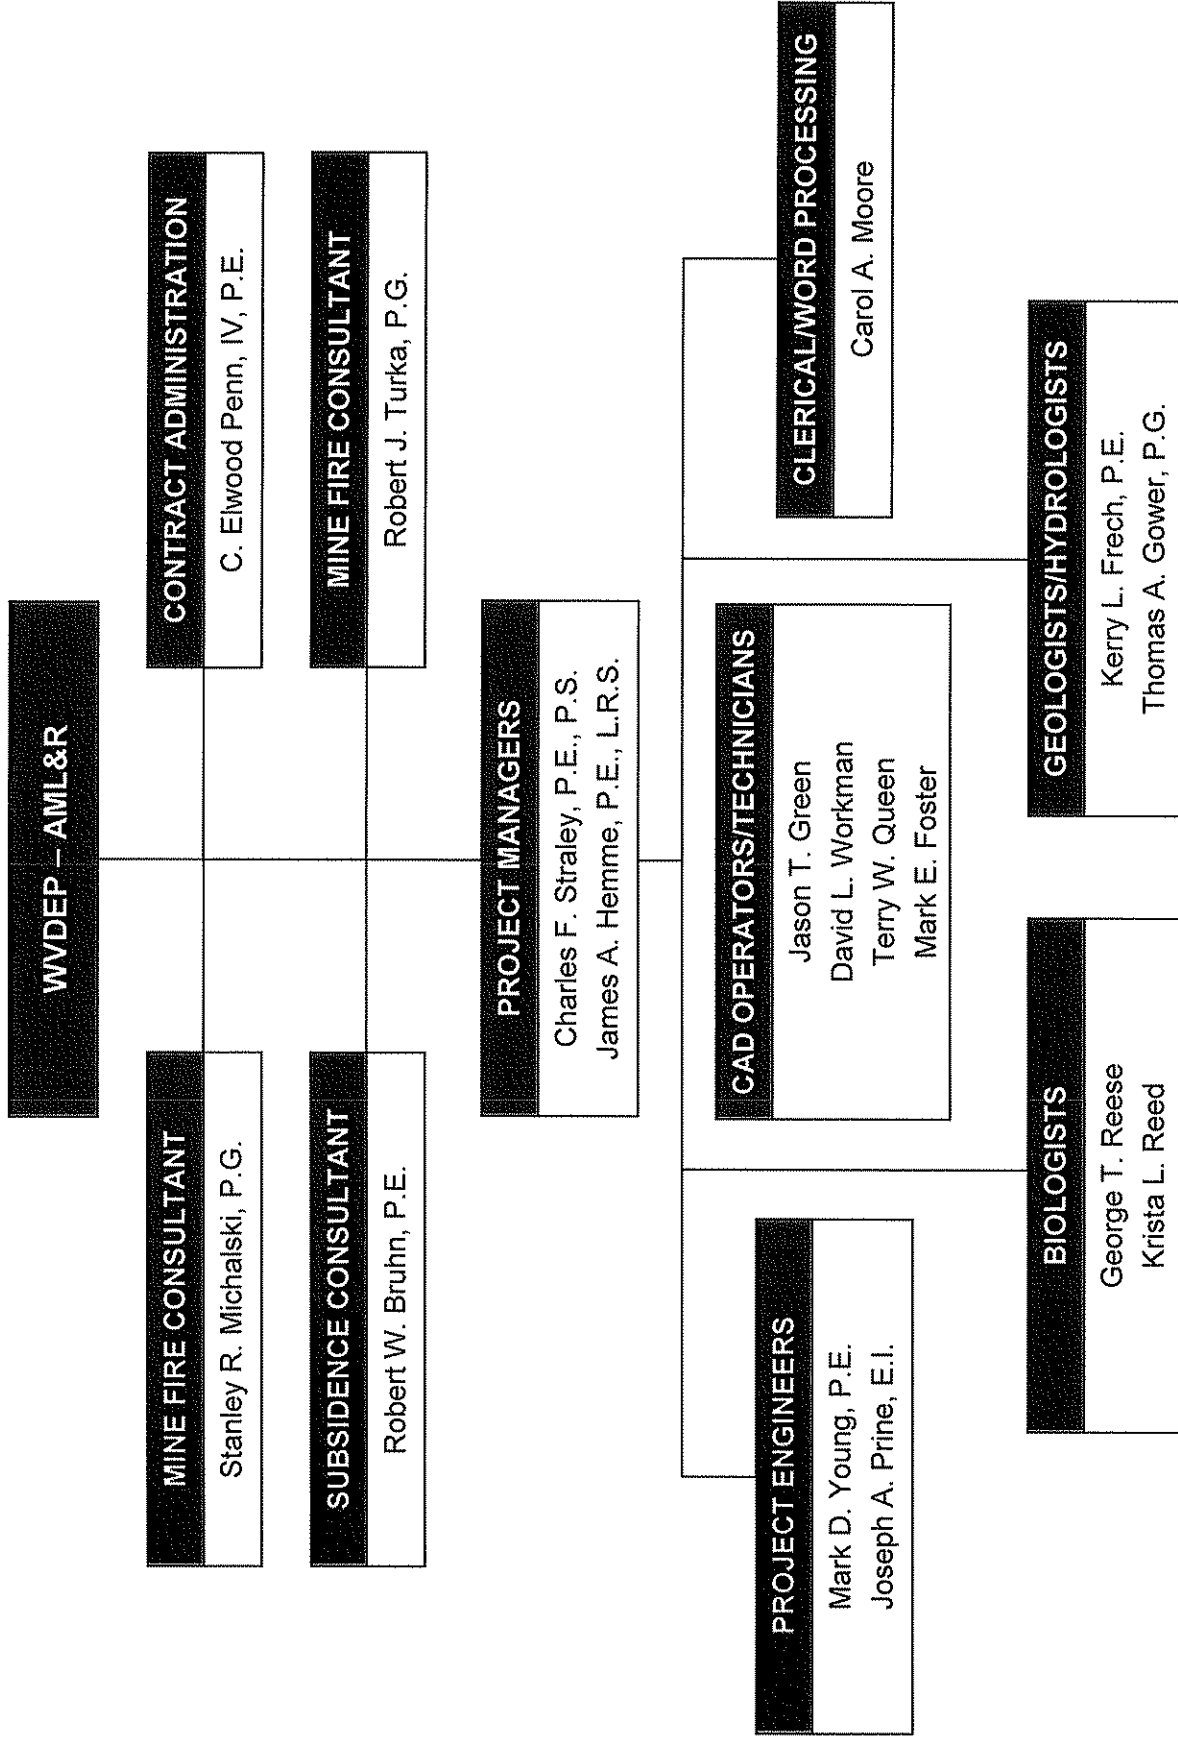 WVDEP – AML&R
MINE FIRE CONSULTANT
Stanley R. Michalski, P.G.
CONTRACT ADMINISTRATION
C. Elwood Penn, IV, P.E.
SUBSIDENCE CONSULTANT
Robert W. Bruhn, P.E.
MINE FIRE CONSULTANT
Robert J. Turka, P.G.
PROJECT MANAGERS
Charles F. Straley, P.E., P.S.
James A. Hemme, P.E., L.R.S.
PROJECT ENGINEERS
Mark D. Young, P.E.
Joseph A. Prine, E.I.
CAD OPERATORS/TECHNICIANS
Jason T. Green
David L. Workman
Terry W. Queen
Mark E. Foster
CLERICAL/WORD PROCESSING
Carol A. Moore
BIOLOGISTS
George T. Reese
Krista L. Reed
GEOLOGISTS/HYDROLOGISTS
Kerry L. Frech, P.E.
Thomas A. Gower, P.G.